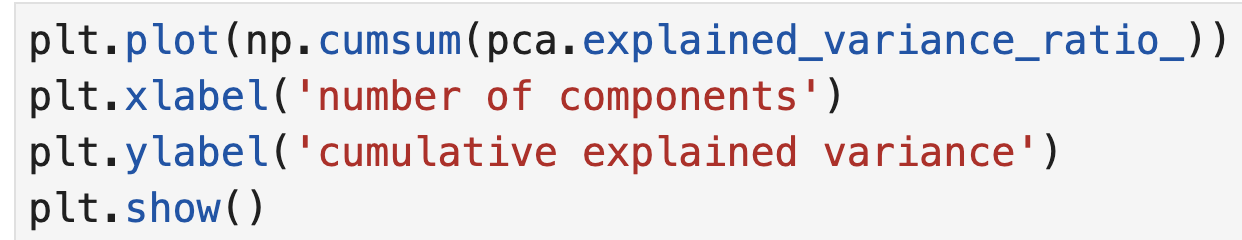 plt.plot(np.cumsum(pca.explained_variance_ratio_))
plt.xlabel('number of components')
plt.ylabel('cumulative explained variance')
plt.show()